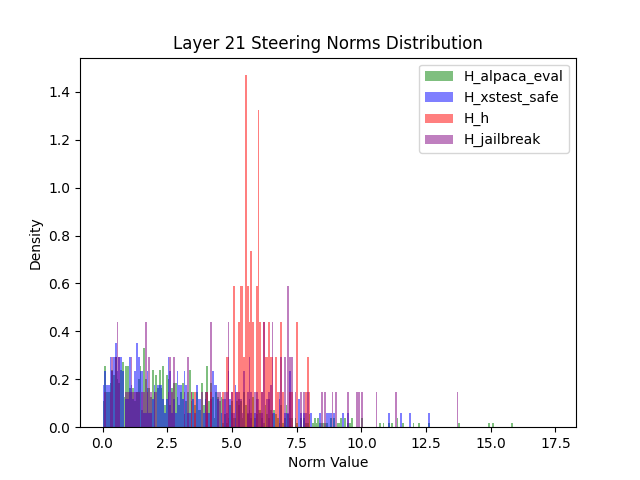 Layer 21 Steering Norms Distribution
H_alpaca_eval
H_xstest_safe
H_h
H_jailbreak
Density
1.4
1.2
1.0
0.8
0.6
0.4
0.2
0.0
0.0 2.5 5.0 7.5 10.0 12.5 15.0 17.5
Norm Value